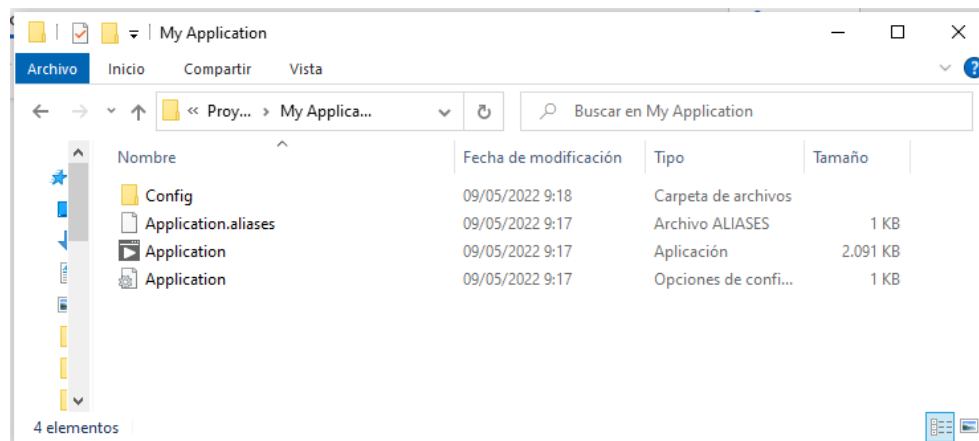 My Application
Archivo Inicio Compartir Vista
« Proy... › My Applica... Buscar en My Application
Nombre Fecha de modificación Tipo Tamaño
Config 09/05/2022 9:18 Carpeta de archivos
Application.aliases 09/05/2022 9:17 Archivo ALIASES 1 KB
Application 09/05/2022 9:17 Aplicación 2.091 KB
Application 09/05/2022 9:17 Opciones de confi... 1 KB
4 elementos